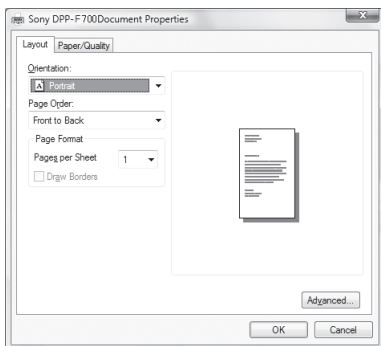 Sony DPP-F700Document Properties
Layout
Paper/Quality
Orientation:
A Portrait
Page Order:
Front to Back
Page Format
Pages per Sheet
1
Draw Borders
Advanced...
OK
Cancel